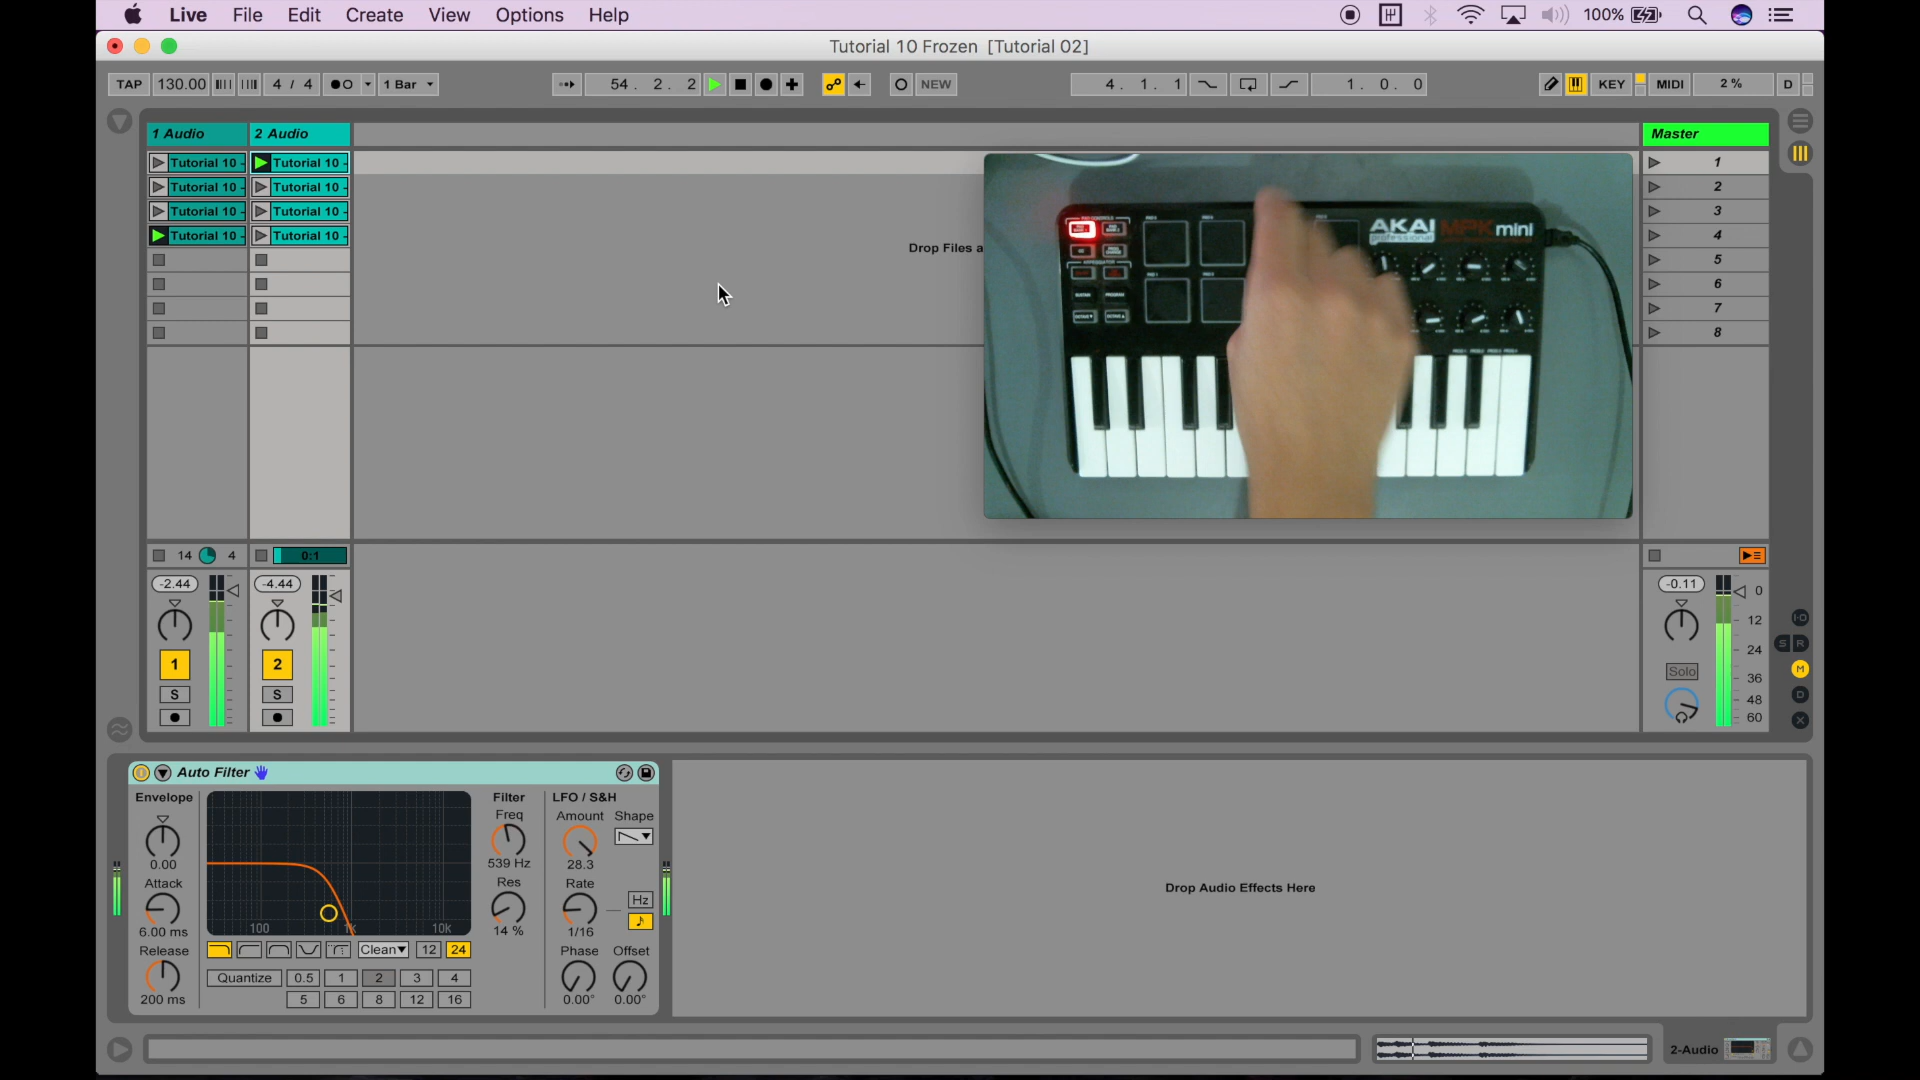 Live File Edit Create View Options Help
100%
Tutorial 10 Frozen [Tutorial 02]
TAP 130.00 4 / 4 1 Bar 54. 2. 2 NEW 4. 1. 1 1. 0. 0 KEY MIDI 2 % D
1 Audio 2 Audio Master
Tutorial 10 - Tutorial 10 - 1
Tutorial 10 - Tutorial 10 - 2
Tutorial 10 - Tutorial 10 - 3
Tutorial 10 - Tutorial 10 - 4
5
6
7
8
Drop Files a
AKAI MPK mini
professional
14 4 0:1
-2.44 -4.44 -0.11 0
12
24
36
48
60
1 2
S S Solo
I·O
S R
M
D
X
Auto Filter
Envelope Filter LFO / S&H
Freq Amount Shape
0.00 539 Hz 28.3
Attack Res Rate
Hz
6.00 ms 100 1k 10k 14 % 1/16
Release Clean 12 24 Phase Offset
Quantize 0.5 1 2 3 4
200 ms 5 6 8 12 16 0.00° 0.00°
Drop Audio Effects Here
2-Audio